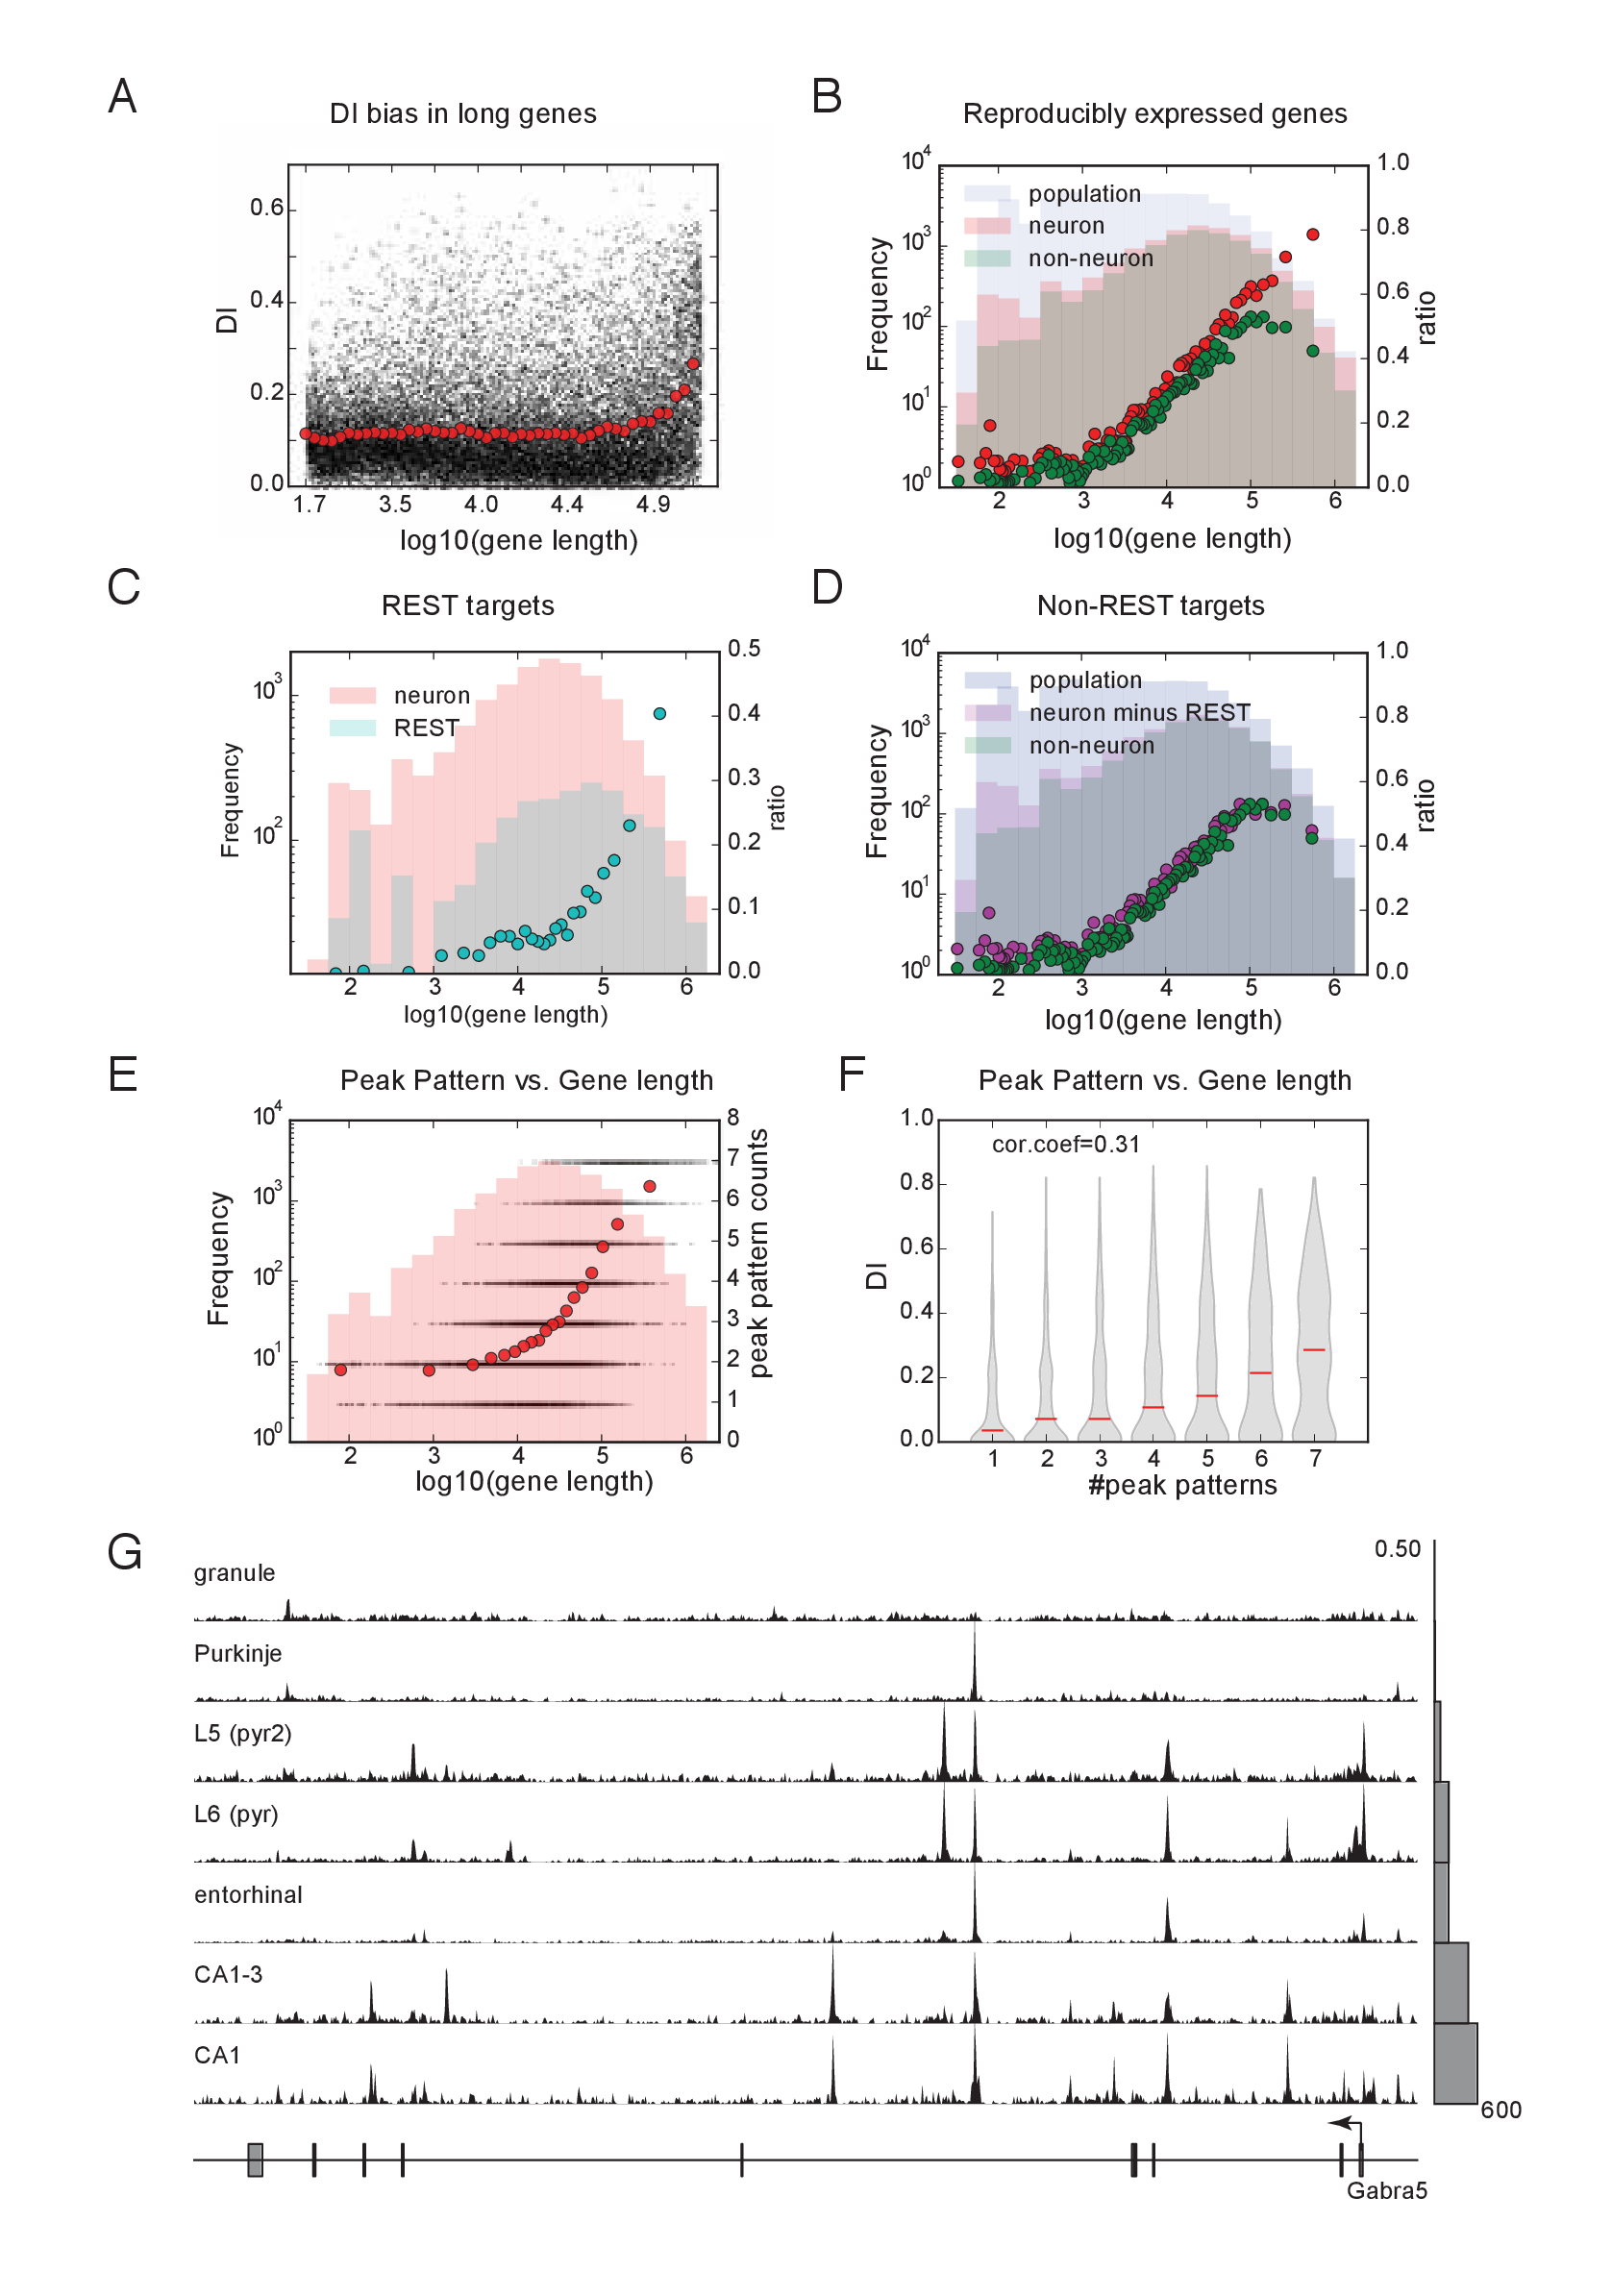 A
DI bias in long genes
0.6
0.4
0.2
0.0
DI
1.7 3.5 4.0 4.4 4.9
log10(gene length)
B
Reproducibly expressed genes
10^4
10^3
10^2
10^1
10^0
Frequency
population
neuron
non-neuron
1.0
0.8
0.6
0.4
0.2
0.0
ratio
2 3 4 5 6
log10(gene length)
C
REST targets
10^3
10^2
Frequency
neuron
REST
0.5
0.4
0.3
0.2
0.1
0.0
ratio
2 3 4 5 6
log10(gene length)
D
Non-REST targets
10^4
10^3
10^2
10^1
10^0
Frequency
population
neuron minus REST
non-neuron
1.0
0.8
0.6
0.4
0.2
0.0
ratio
2 3 4 5 6
log10(gene length)
E
Peak Pattern vs. Gene length
10^4
10^3
10^2
10^1
10^0
Frequency
8
7
6
5
4
3
2
1
0
peak pattern counts
2 3 4 5 6
log10(gene length)
F
Peak Pattern vs. Gene length
1.0
0.8
0.6
0.4
0.2
0.0
DI
cor.coef=0.31
1 2 3 4 5 6 7
#peak patterns
G
0.50
granule
Purkinje
L5 (pyr2)
L6 (pyr)
entorhinal
CA1-3
CA1
600
Gabra5